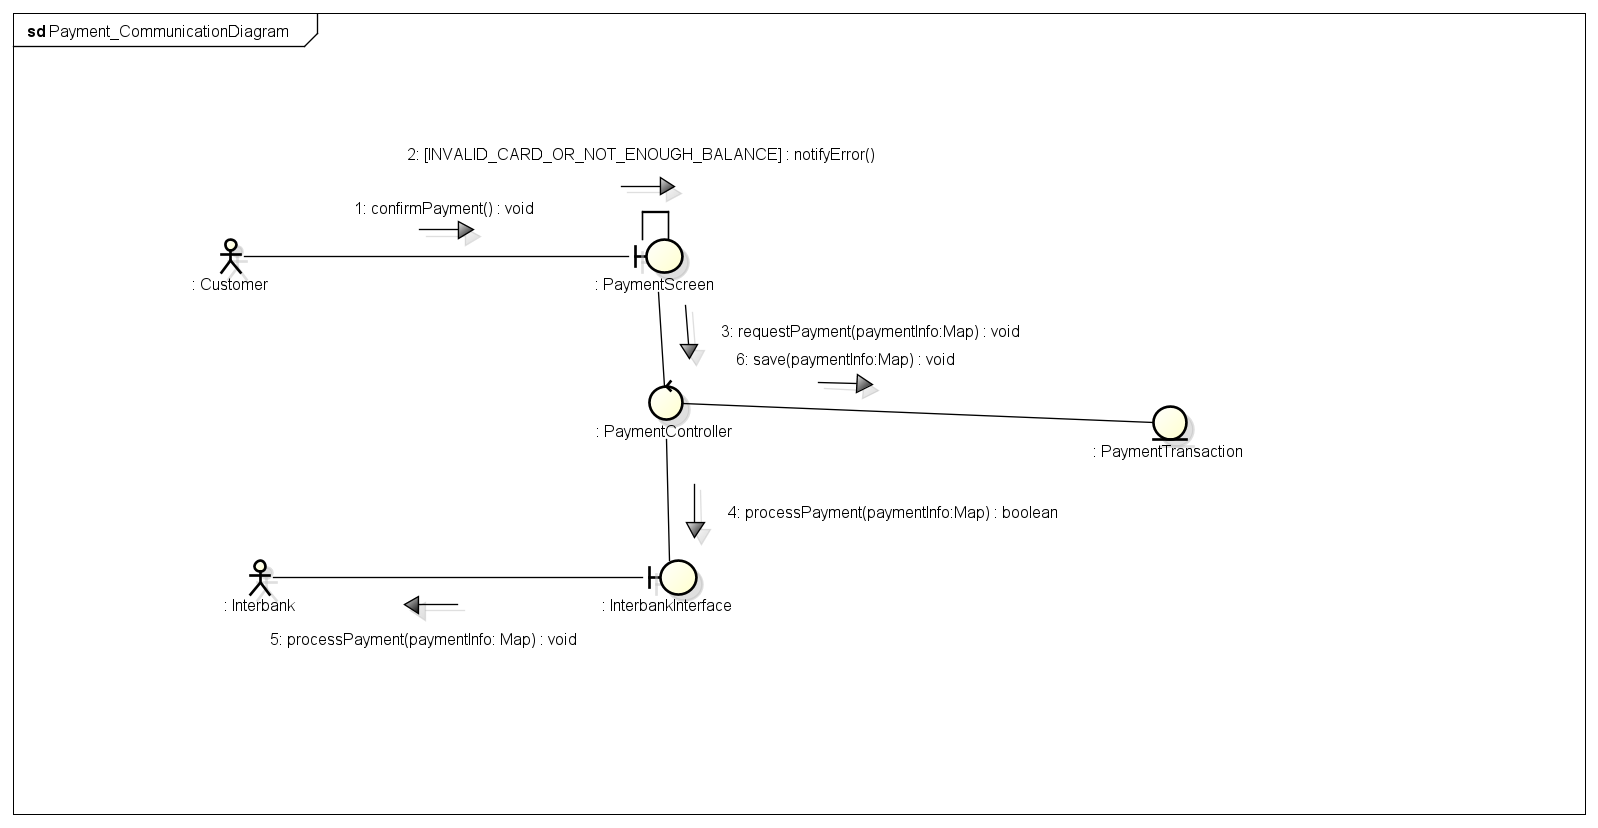 sd Payment_CommunicationDiagram
2: [INVALID_CARD_OR_NOT_ENOUGH_BALANCE] : notifyError()
1: confirmPayment() : void
: Customer
: PaymentScreen
3: requestPayment(paymentInfo:Map) : void
6: save(paymentInfo:Map) : void
: PaymentController
: PaymentTransaction
4: processPayment(paymentInfo:Map) : boolean
: Interbank
: InterbankInterface
5: processPayment(paymentInfo: Map) : void